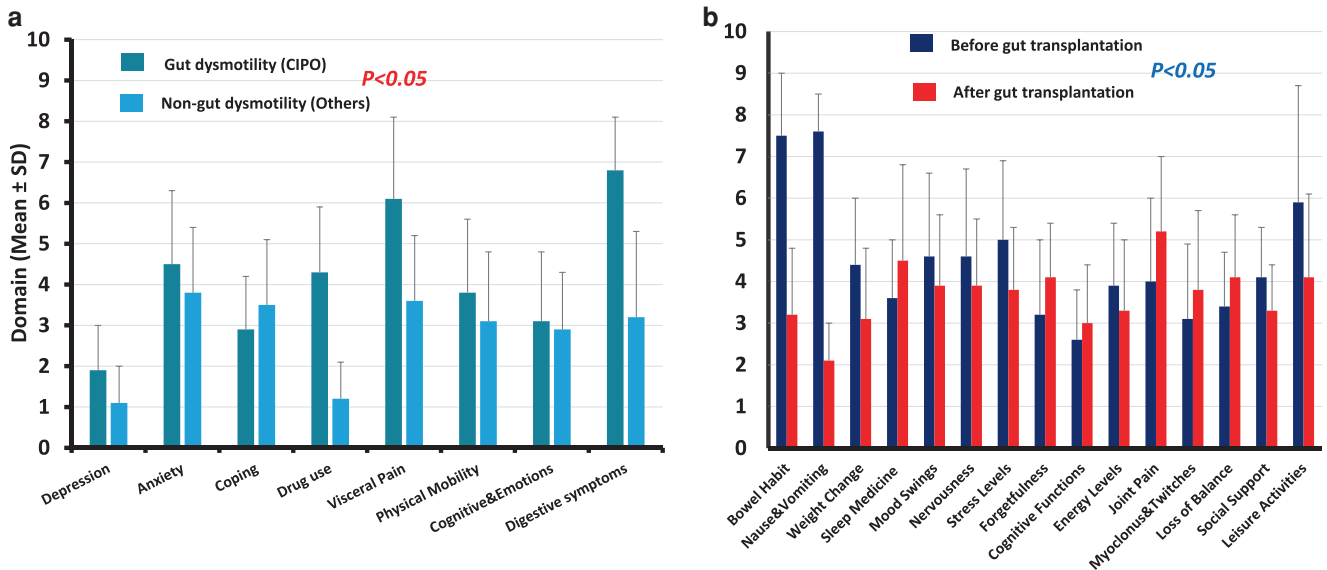 a
Domain (Mean ± SD)
10
9
8
7
6
5
4
3
2
1
0
Gut dysmotility (CIPO)
Non-gut dysmotility (Others)
P<0.05
Depression
Anxiety
Coping
Drug use
Visceral Pain
Physical Mobility
Cognitive&Emotions
Digestive symptoms
b
10
9
8
7
6
5
4
3
2
1
0
Before gut transplantation
After gut transplantation
P<0.05
Bowel Habit
Nause&Vomiting
Weight Change
Sleep Medicine
Mood Swings
Nervousness
Stress Levels
Forgetfulness
Cognitive Functions
Energy Levels
Joint Pain
Myoclonus&Twitches
Loss of Balance
Social Support
Leisure Activities